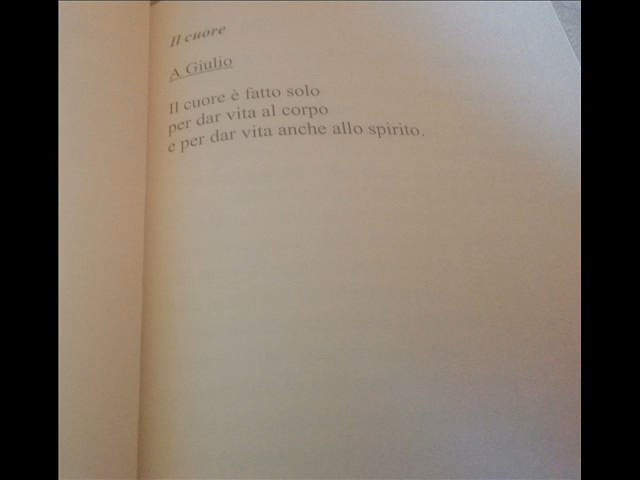 Il cuore
A Giulio
Il cuore è fatto solo
per dar vita al corpo
e per dar vita anche allo spirito.